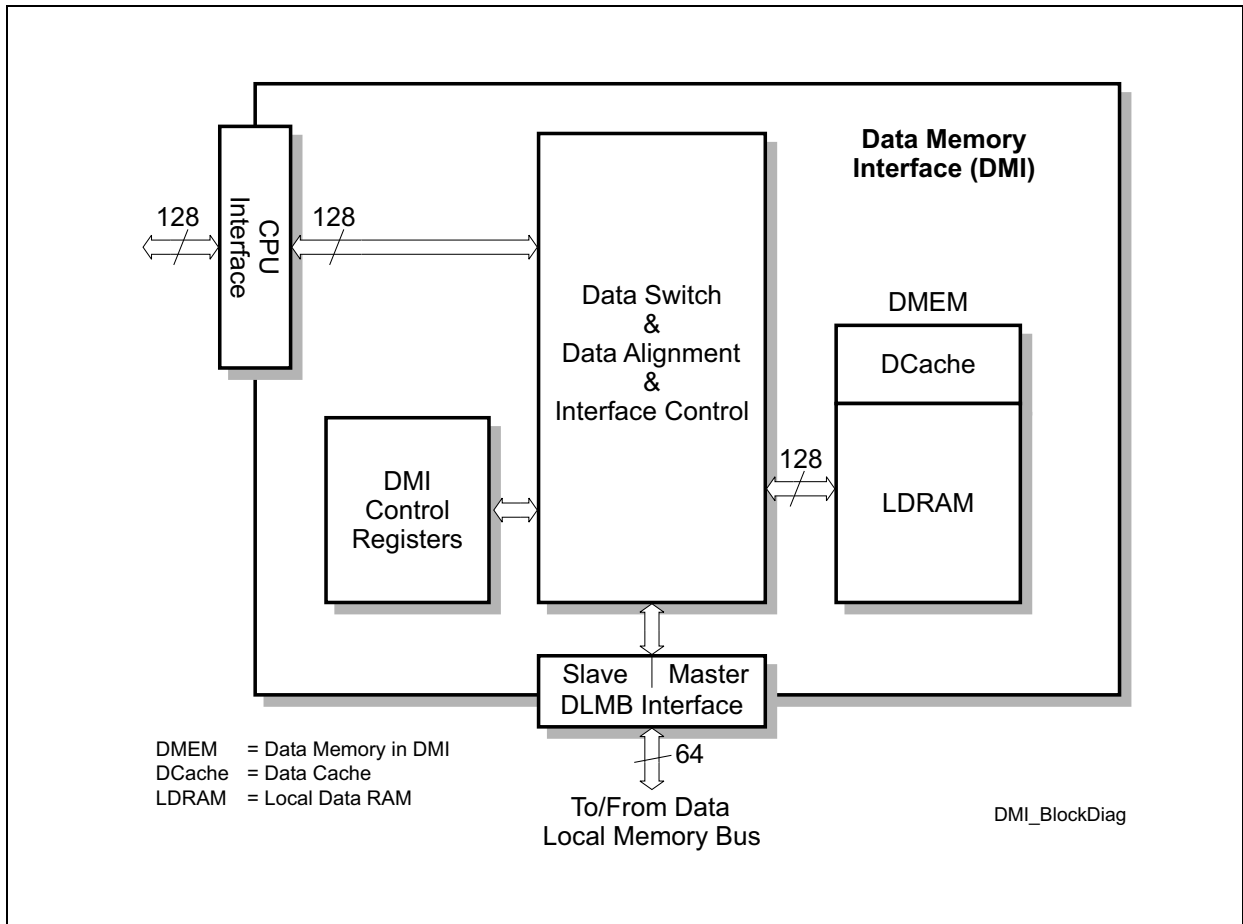 Data Memory
Interface (DMI)
CPU
Interface
128
128
Data Switch
&
Data Alignment
&
Interface Control
DMEM
DCache
LDRAM
128
DMI
Control
Registers
Slave Master
DLMB Interface
64
To/From Data
Local Memory Bus
DMEM = Data Memory in DMI
DCache = Data Cache
LDRAM = Local Data RAM
DMI_BlockDiag